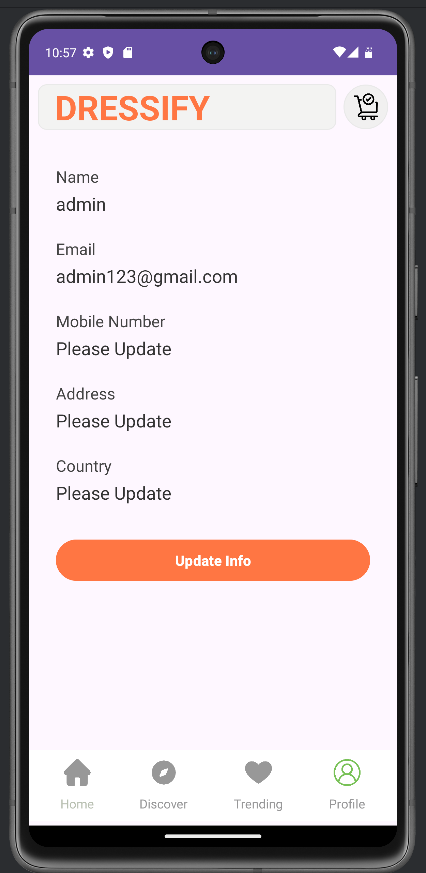 10:57
DRESSIFY
Name
admin
Email
admin123@gmail.com
Mobile Number
Please Update
Address
Please Update
Country
Please Update
Update Info
Home Discover Trending Profile